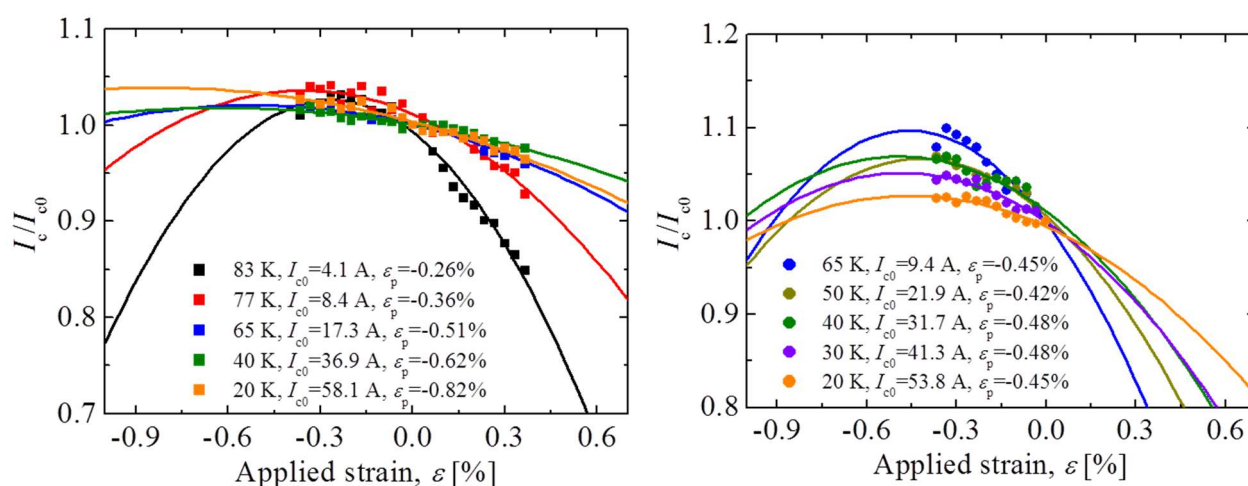 1.1
1.0
0.9
0.8
0.7
-0.9 -0.6 -0.3 0.0 0.3 0.6
I_c/I_c0
83 K, I_c0=4.1 A, ε_p=-0.26%
77 K, I_c0=8.4 A, ε_p=-0.36%
65 K, I_c0=17.3 A, ε_p=-0.51%
40 K, I_c0=36.9 A, ε_p=-0.62%
20 K, I_c0=58.1 A, ε_p=-0.82%
Applied strain, ε [%]
1.2
1.1
1.0
0.9
0.8
-0.9 -0.6 -0.3 0.0 0.3 0.6
I_c/I_c0
65 K, I_c0=9.4 A, ε_p=-0.45%
50 K, I_c0=21.9 A, ε_p=-0.42%
40 K, I_c0=31.7 A, ε_p=-0.48%
30 K, I_c0=41.3 A, ε_p=-0.48%
20 K, I_c0=53.8 A, ε_p=-0.45%
Applied strain, ε [%]